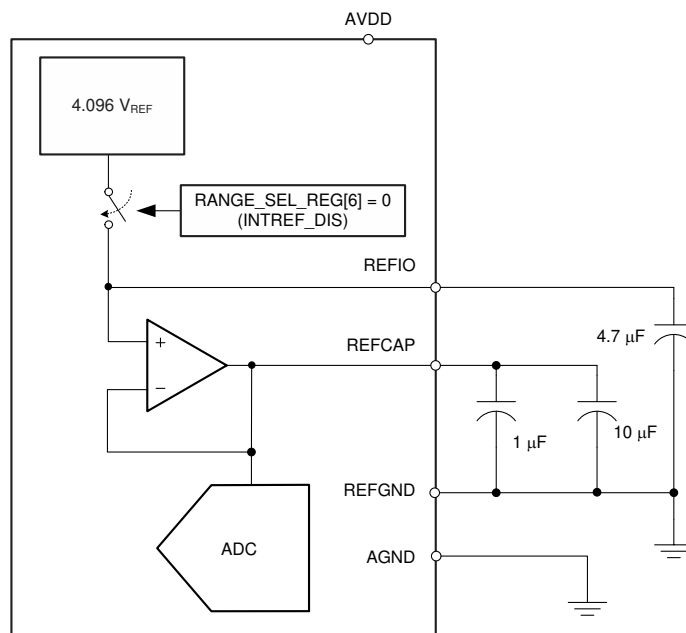 AVDD
4.096 VREF
RANGE_SEL_REG[6] = 0
(INTREF_DIS)
REFIO
4.7 μF
+
REFCAP
−
1 μF
10 μF
REFGND
ADC
AGND